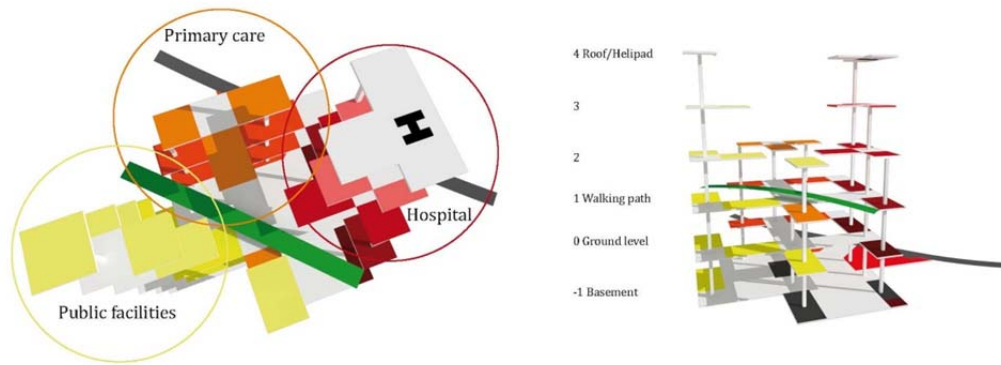 Primary care
H
Hospital
Public facilities
4 Roof/Helipad
3
2
1 Walking path
0 Ground level
-1 Basement